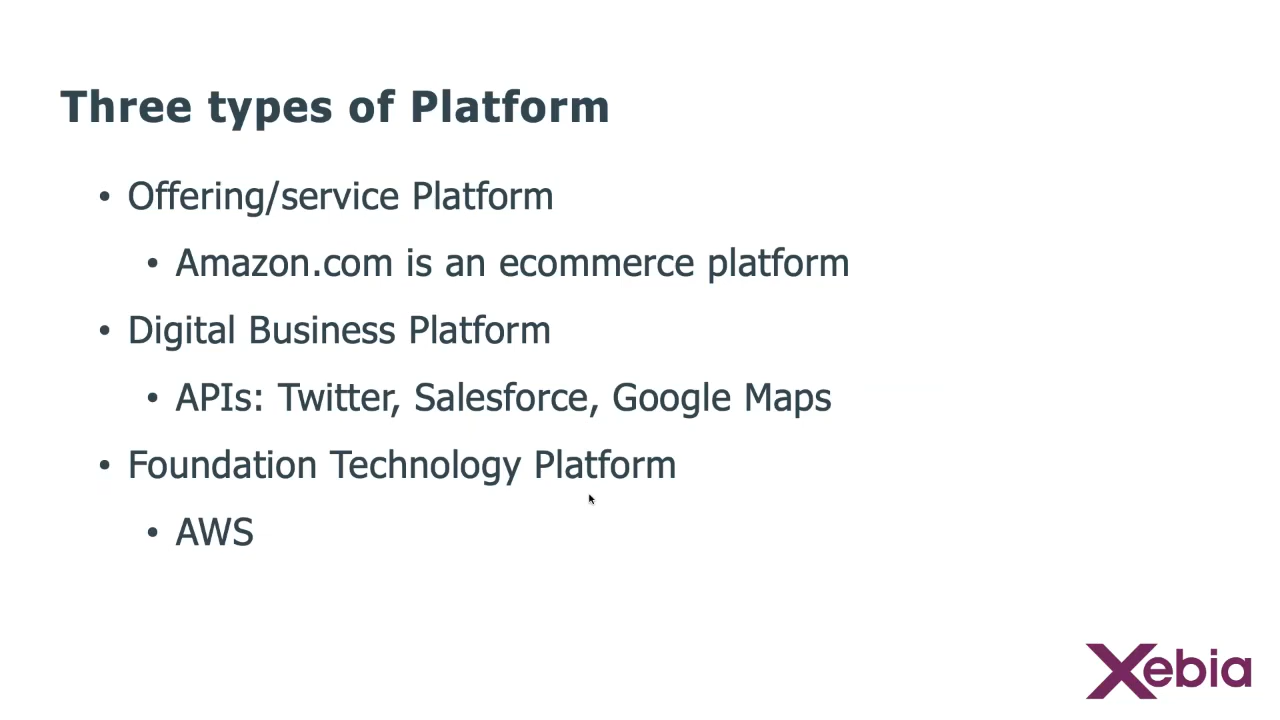 Three types of Platform
• Offering/service Platform
• Amazon.com is an ecommerce platform
• Digital Business Platform
• APIs: Twitter, Salesforce, Google Maps
• Foundation Technology Platform
• AWS
Xebia